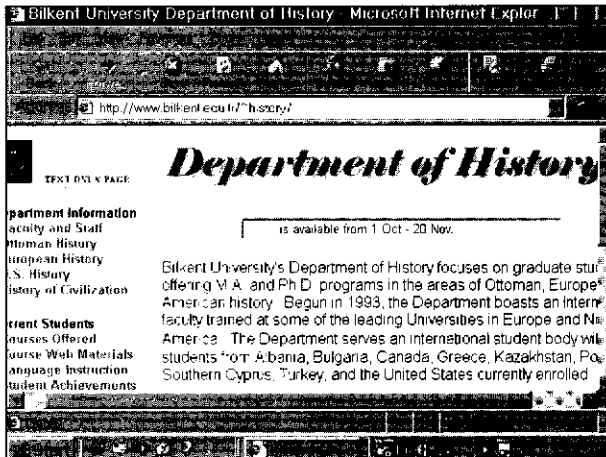 Bilkent University Department of History Microsoft Internet Explor
http://www.bilkent.edu.tr/~history/
TEXT ONLY PAGE
Department of History
partment Information
aculty and Staff
ttoman History
uropean History
.S. History
istory of Civilization
rrent Students
ourses Offered
ourse Web Materials
anguage Instruction
tudent Achievements
is available from 1 Oct - 20 Nov.
Bilkent University's Department of History focuses on graduate stu
offering M.A. and Ph.D. programs in the areas of Ottoman, Europe
American history. Begun in 1993, the Department boasts an intern
faculty trained at some of the leading Universities in Europe and N
America. The Department serves an international student body wi
students from Albania, Bulgaria, Canada, Greece, Kazakhstan, Po
Southern Cyprus, Turkey, and the United States currently enrolled